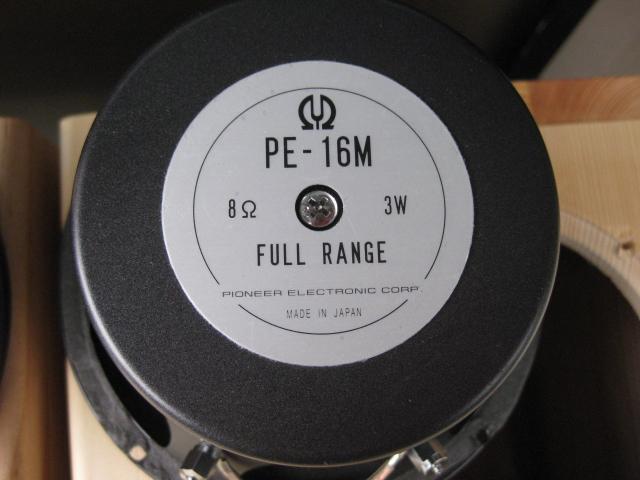 PE-16M
8Ω 3W
FULL RANGE
PIONEER ELECTRONIC CORP.
MADE IN JAPAN